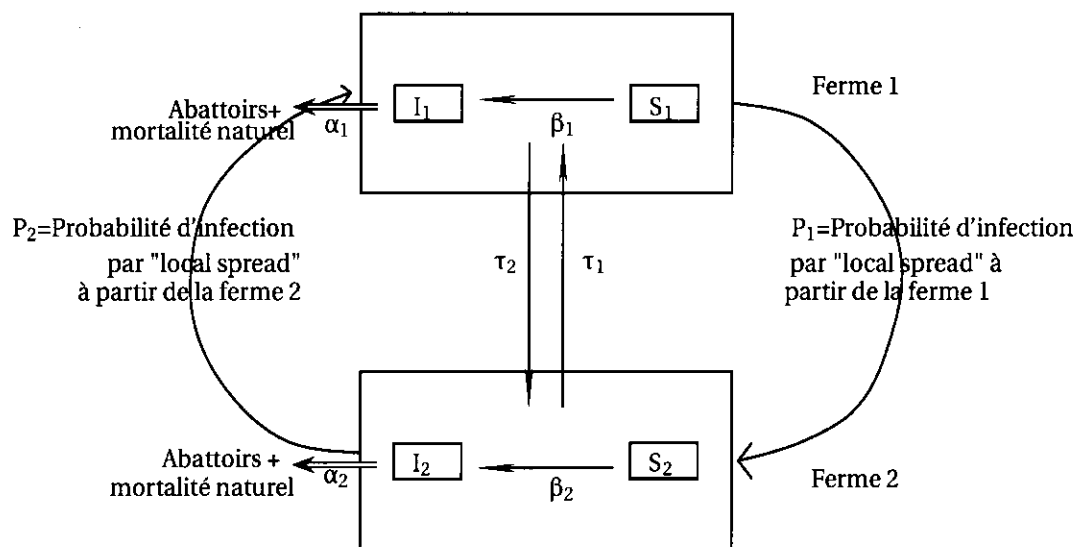 Ferme 1
I₁
S₁
Abattoirs+
mortalité naturel
α₁
β₁
P₂=Probabilité d'infection
par "local spread"
à partir de la ferme 2
τ₂
τ₁
P₁=Probabilité d'infection
par "local spread" à
partir de la ferme 1
Abattoirs +
mortalité naturel
α₂
I₂
S₂
β₂
Ferme 2